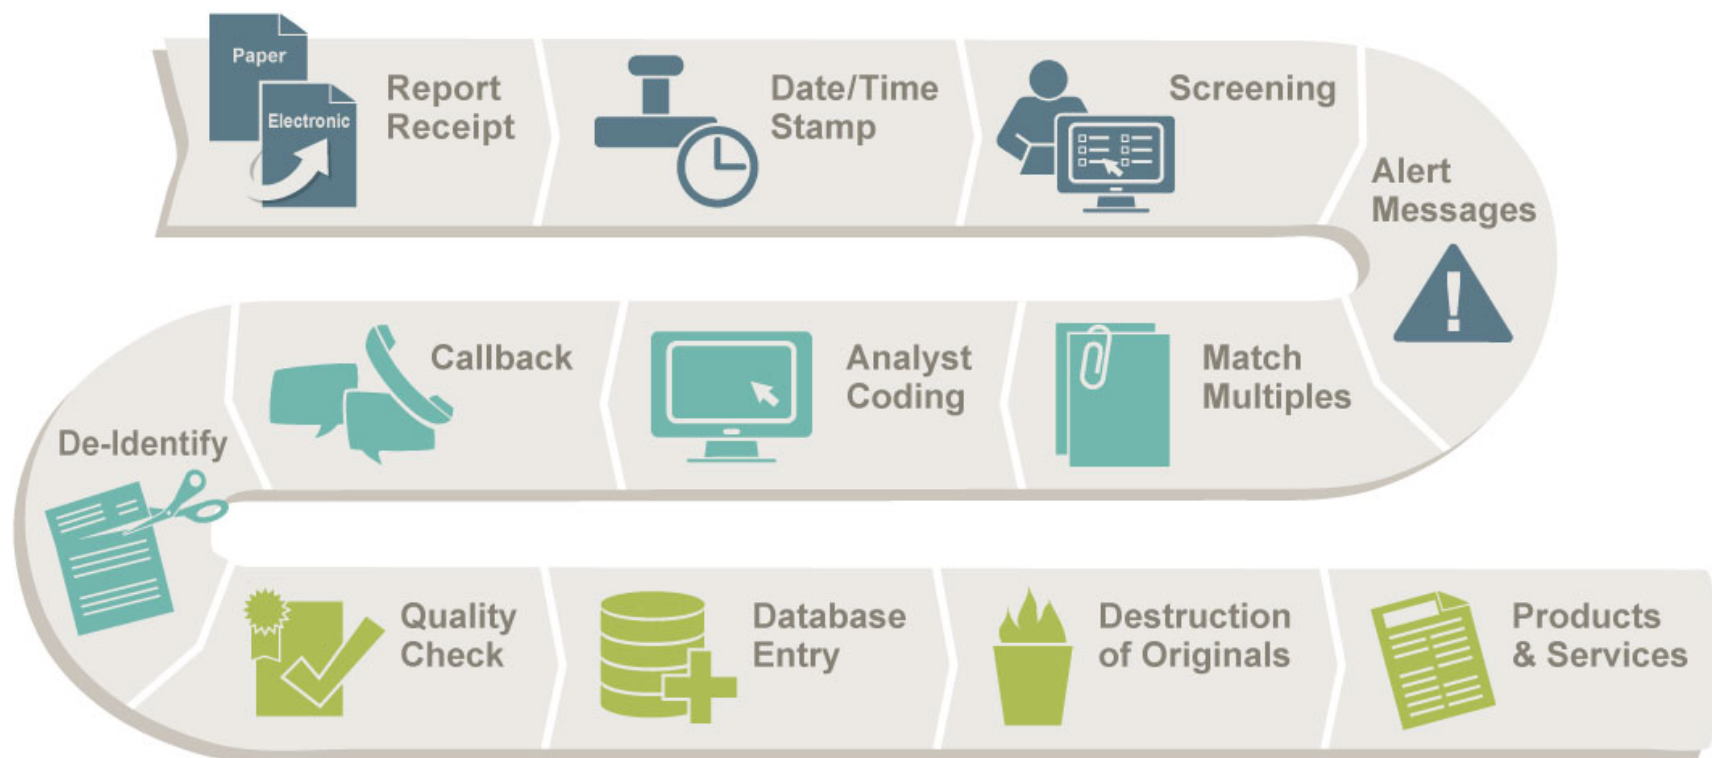 Paper
Electronic
Report
Receipt
Date/Time
Stamp
Screening
Alert
Messages
Match
Multiples
Analyst
Coding
Callback
De-Identify
Quality
Check
Database
Entry
Destruction
of Originals
Products
& Services